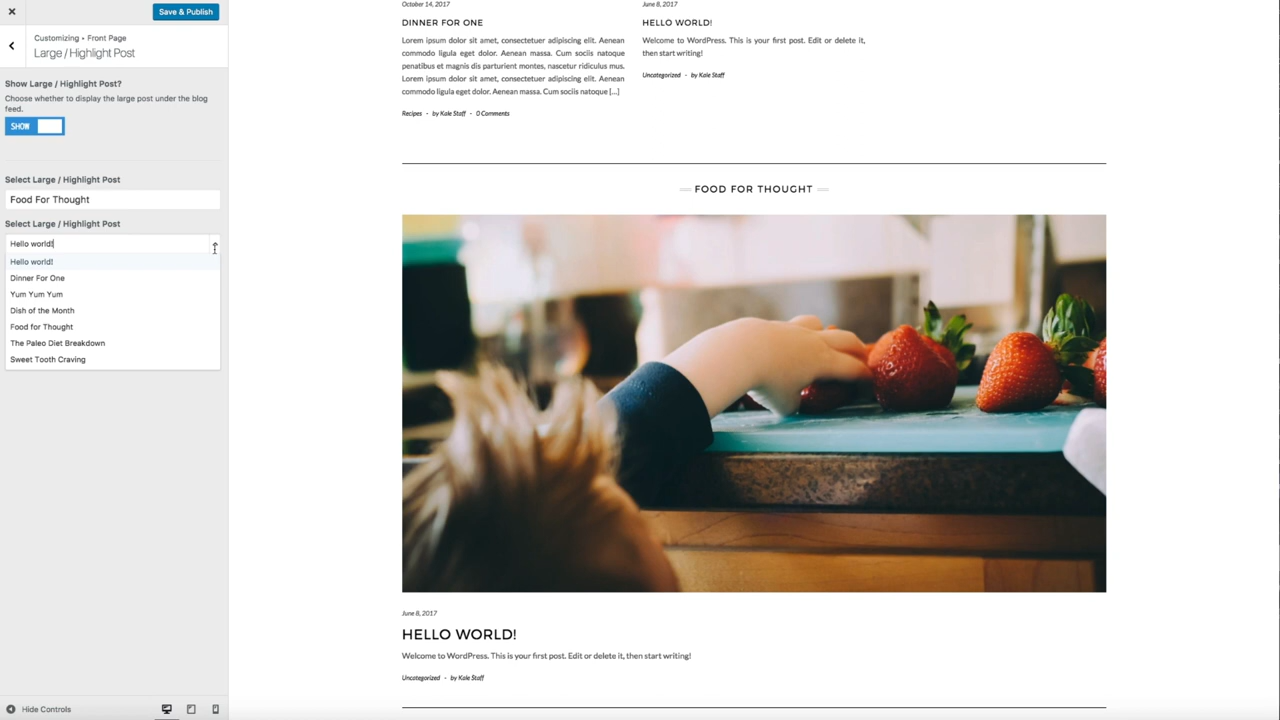 Save & Publish
Customizing • Front Page
Large / Highlight Post
Show Large / Highlight Post?
Choose whether to display the large post under the blog
feed.
SHOW
Select Large / Highlight Post
Food For Thought
Select Large / Highlight Post
Hello world!
Hello world!
Dinner For One
Yum Yum Yum
Dish of the Month
Food for Thought
The Paleo Diet Breakdown
Sweet Tooth Craving
Hide Controls
October 14, 2017
DINNER FOR ONE
Lorem ipsum dolor sit amet, consectetuer adipiscing elit. Aenean
commodo ligula eget dolor. Aenean massa. Cum sociis natoque
penatibus et magnis dis parturient montes, nascetur ridiculus mus.
Lorem ipsum dolor sit amet, consectetuer adipiscing elit. Aenean
commodo ligula eget dolor. Aenean massa. Cum sociis natoque [...]
Recipes - by Kale Staff - 0 Comments
June 8, 2017
HELLO WORLD!
Welcome to WordPress. This is your first post. Edit or delete it,
then start writing!
Uncategorized - by Kale Staff
FOOD FOR THOUGHT
June 8, 2017
HELLO WORLD!
Welcome to WordPress. This is your first post. Edit or delete it, then start writing!
Uncategorized - by Kale Staff